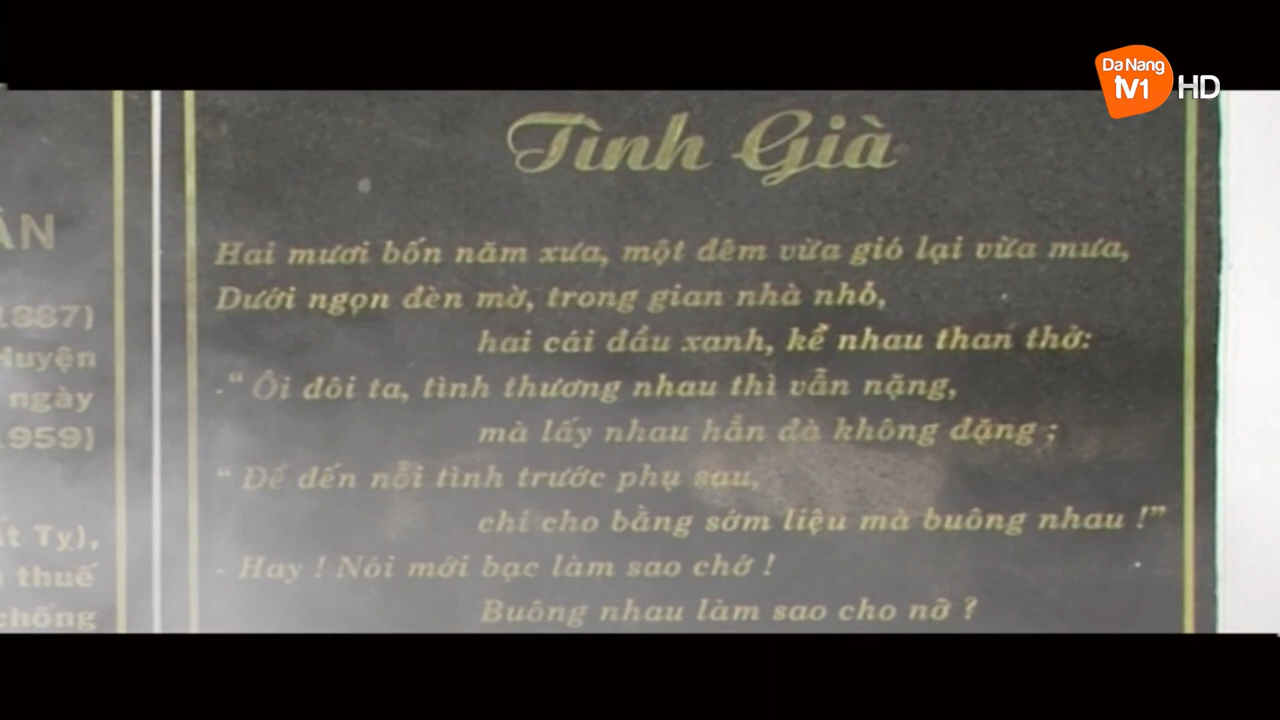 Da Nang
TV1 HD
ÂN
1887)
Huyện
ngày
1959)
Ty),
thuế
chống
Tình Già
Hai mươi bốn năm xưa, một đêm vừa gió lại vừa mưa,
Dưới ngọn đèn mờ, trong gian nhà nhỏ,
hai cái đầu xanh, kề nhau than thở:
-“ Ôi đôi ta, tình thương nhau thì vẫn nặng,
mà lấy nhau hẳn đà không đặng ;
“ Để đến nỗi tình trước phụ sau,
chi cho bằng sớm liệu mà buông nhau !”
- Hay ! Nói mới bạc làm sao chớ !
Buông nhau làm sao cho nỡ ?